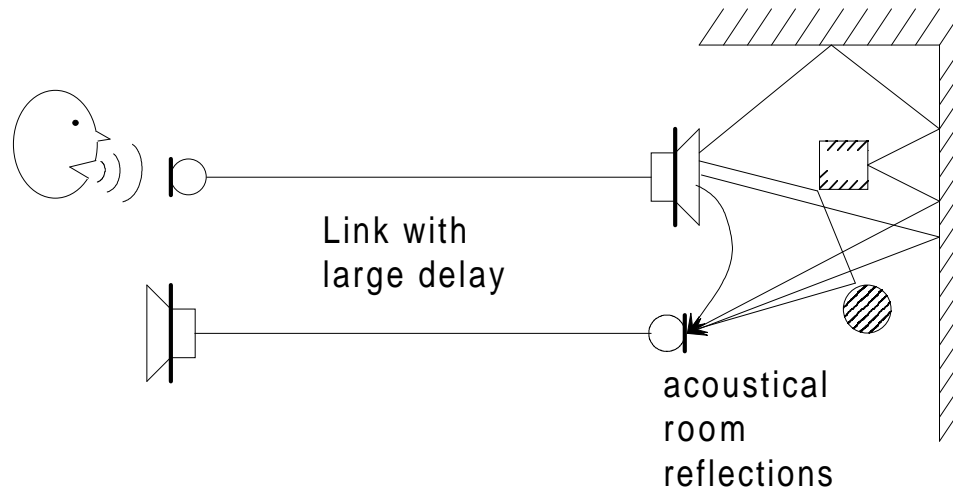 Link with
large delay
acoustical
room
reflections